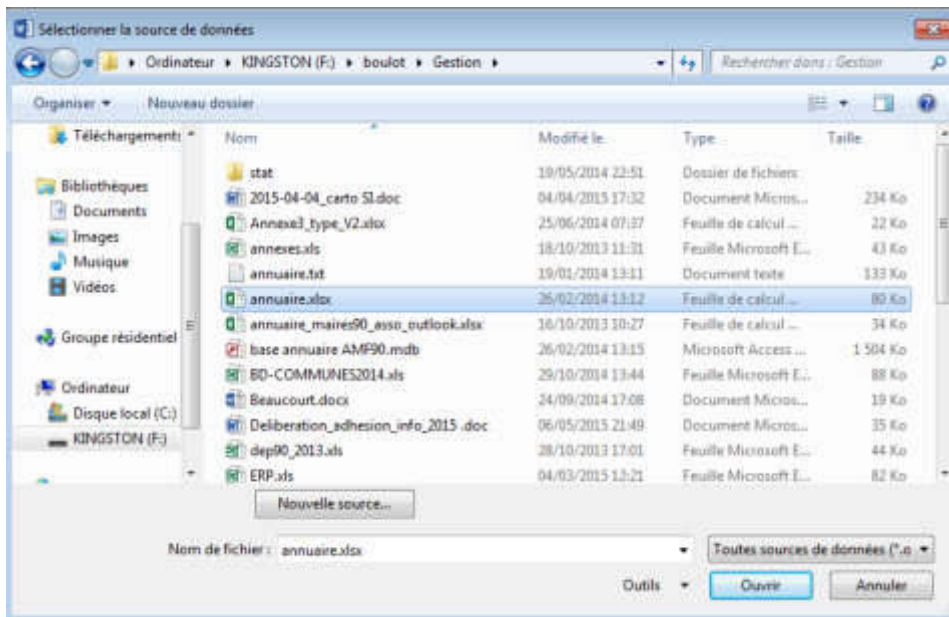 Sélectionner la source de données
Ordinateur KINGSTON (F:) boulot Gestion
Rechercher dans : Gestion
Organiser Nouveau dossier
Téléchargements
Bibliothèques
Documents
Images
Musique
Vidéos
Groupe résidentiel
Ordinateur
Disque local (C:)
KINGSTON (F:)
Nom Modifié le Type Taille
stat 19/05/2014 22:51 Dossier de fichiers
2015-04-04_carto SI.doc 04/04/2015 17:32 Document Micros... 234 Ko
Annexe3_type_V2.xlsx 25/06/2014 07:37 Feuille de calcul ... 22 Ko
annexes.xls 18/10/2013 11:31 Feuille Microsoft E... 43 Ko
annuaire.txt 19/01/2014 13:11 Document texte 133 Ko
annuaire.xlsx 26/02/2014 13:12 Feuille de calcul ... 80 Ko
annuaire_maires90_asso_outlook.xlsx 16/10/2013 10:27 Feuille de calcul ... 34 Ko
base annuaire AMF90.mdb 26/02/2014 13:15 Microsoft Access ... 1 504 Ko
BD-COMMUNES2014.xls 29/10/2013 13:44 Feuille Microsoft E... 88 Ko
Beaucourt.docx 24/09/2014 17:08 Document Micros... 19 Ko
Deliberation_adhesion_info_2015 .doc 06/05/2015 21:49 Document Micros... 35 Ko
dep90_2013.xls 28/10/2013 17:01 Feuille Microsoft E... 44 Ko
ERP.xls 04/03/2015 12:21 Feuille Microsoft E... 82 Ko
Nouvelle source...
Nom de fichier : annuaire.xlsx
Toutes sources de données (*.o
Outils Ouvrir Annuler